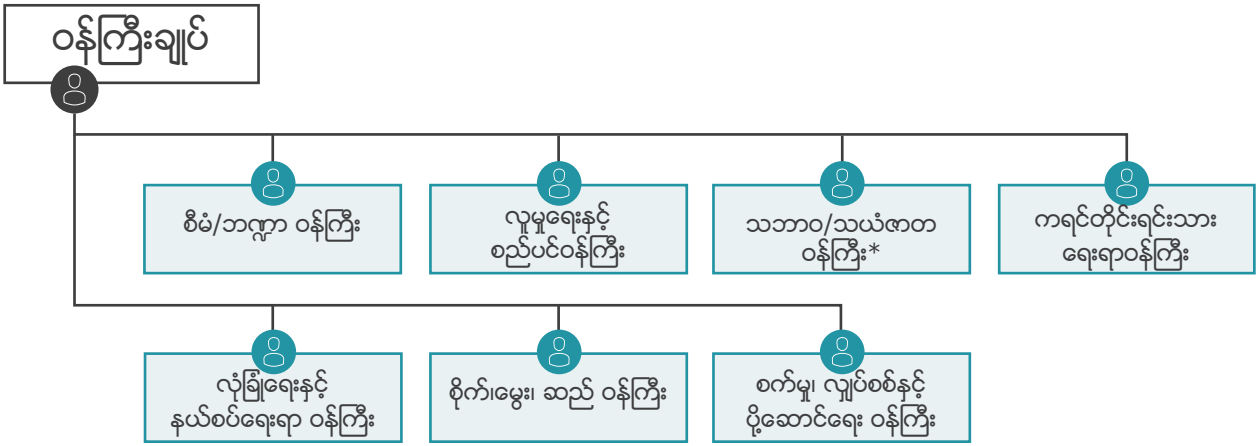 ဝန်ကြီးချုပ်
စီမံ/ဘဏ္ဍာ ဝန်ကြီး
လူမှုရေးနှင့်
စည်ပင်ဝန်ကြီး
သဘာဝ/သယံဇာတ
ဝန်ကြီး*
ကရင်တိုင်းရင်းသား
ရေးရာဝန်ကြီး
လုံခြုံရေးနှင့်
နယ်စပ်ရေးရာ ဝန်ကြီး
စိုက်၊မွေး၊ ဆည် ဝန်ကြီး
စက်မှု၊ လျှပ်စစ်နှင့်
ပို့ဆောင်ရေး ဝန်ကြီး